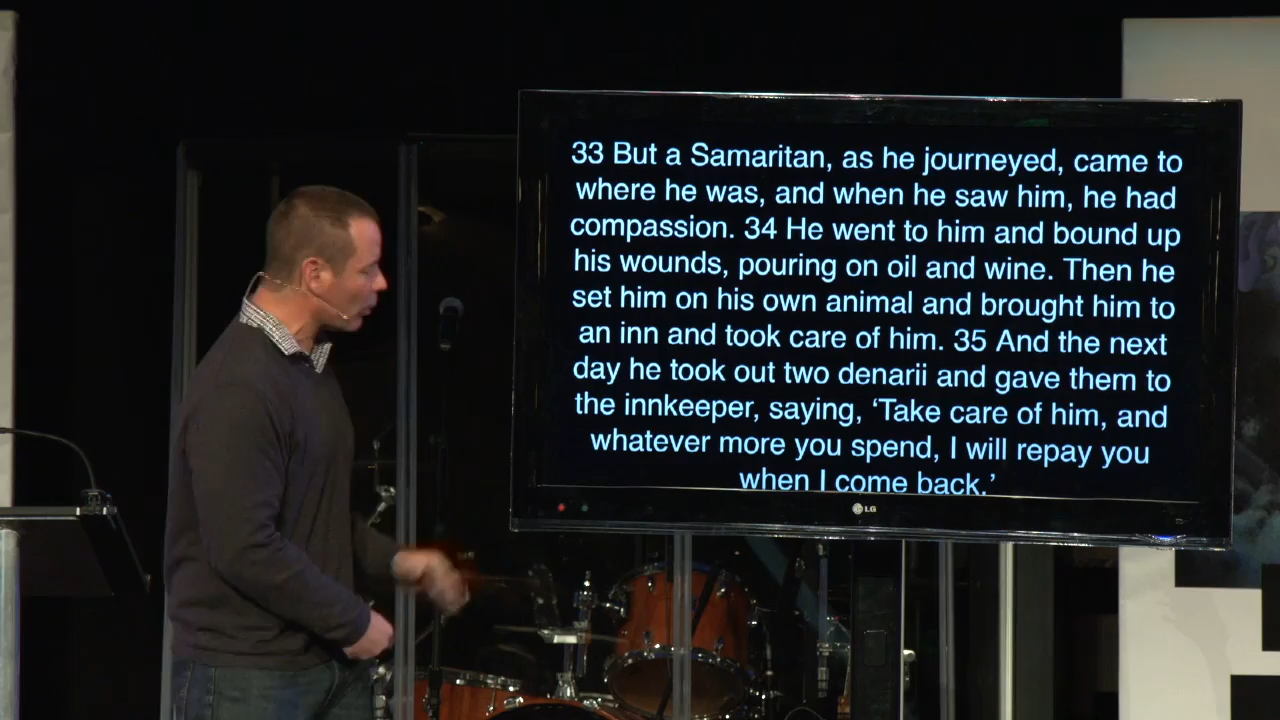 33 But a Samaritan, as he journeyed, came to
where he was, and when he saw him, he had
compassion. 34 He went to him and bound up
his wounds, pouring on oil and wine. Then he
set him on his own animal and brought him to
an inn and took care of him. 35 And the next
day he took out two denarii and gave them to
the innkeeper, saying, ‘Take care of him, and
whatever more you spend, I will repay you
when I come back.’
LG